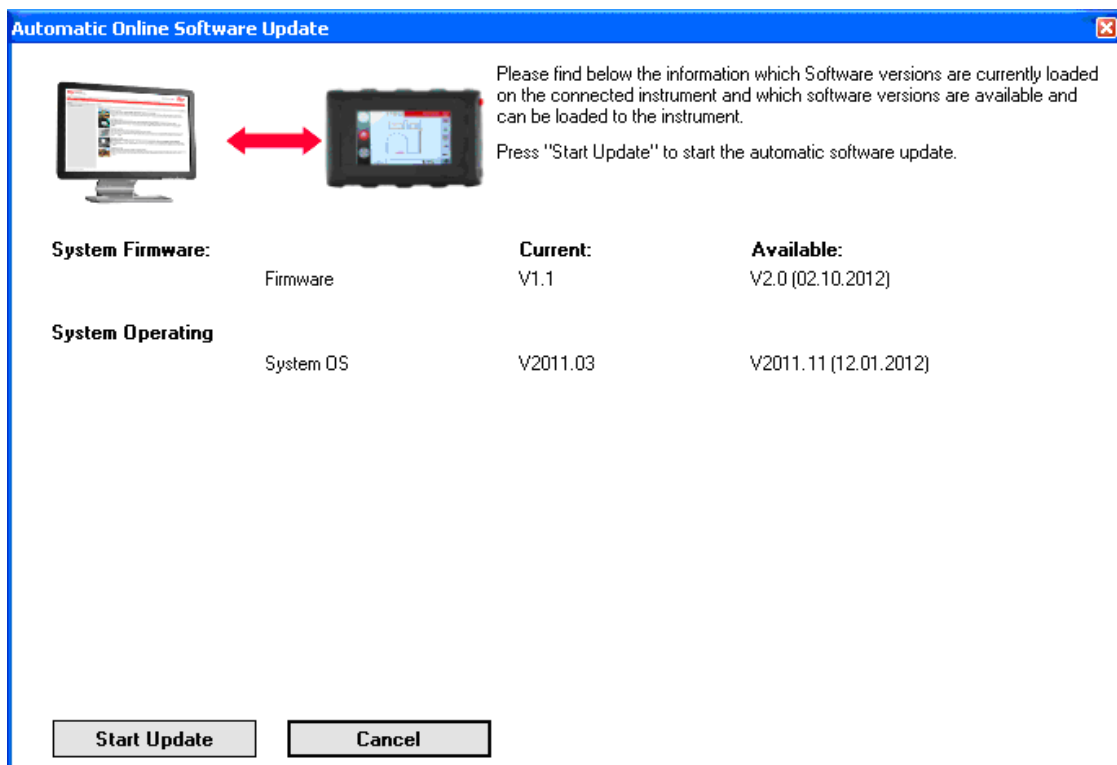 Automatic Online Software Update
Please find below the information which Software versions are currently loaded
on the connected instrument and which software versions are available and
can be loaded to the instrument.
Press "Start Update" to start the automatic software update.
System Firmware: Current: Available:
Firmware V1.1 V2.0 (02.10.2012)
System Operating
System OS V2011.03 V2011.11 (12.01.2012)
Start Update Cancel